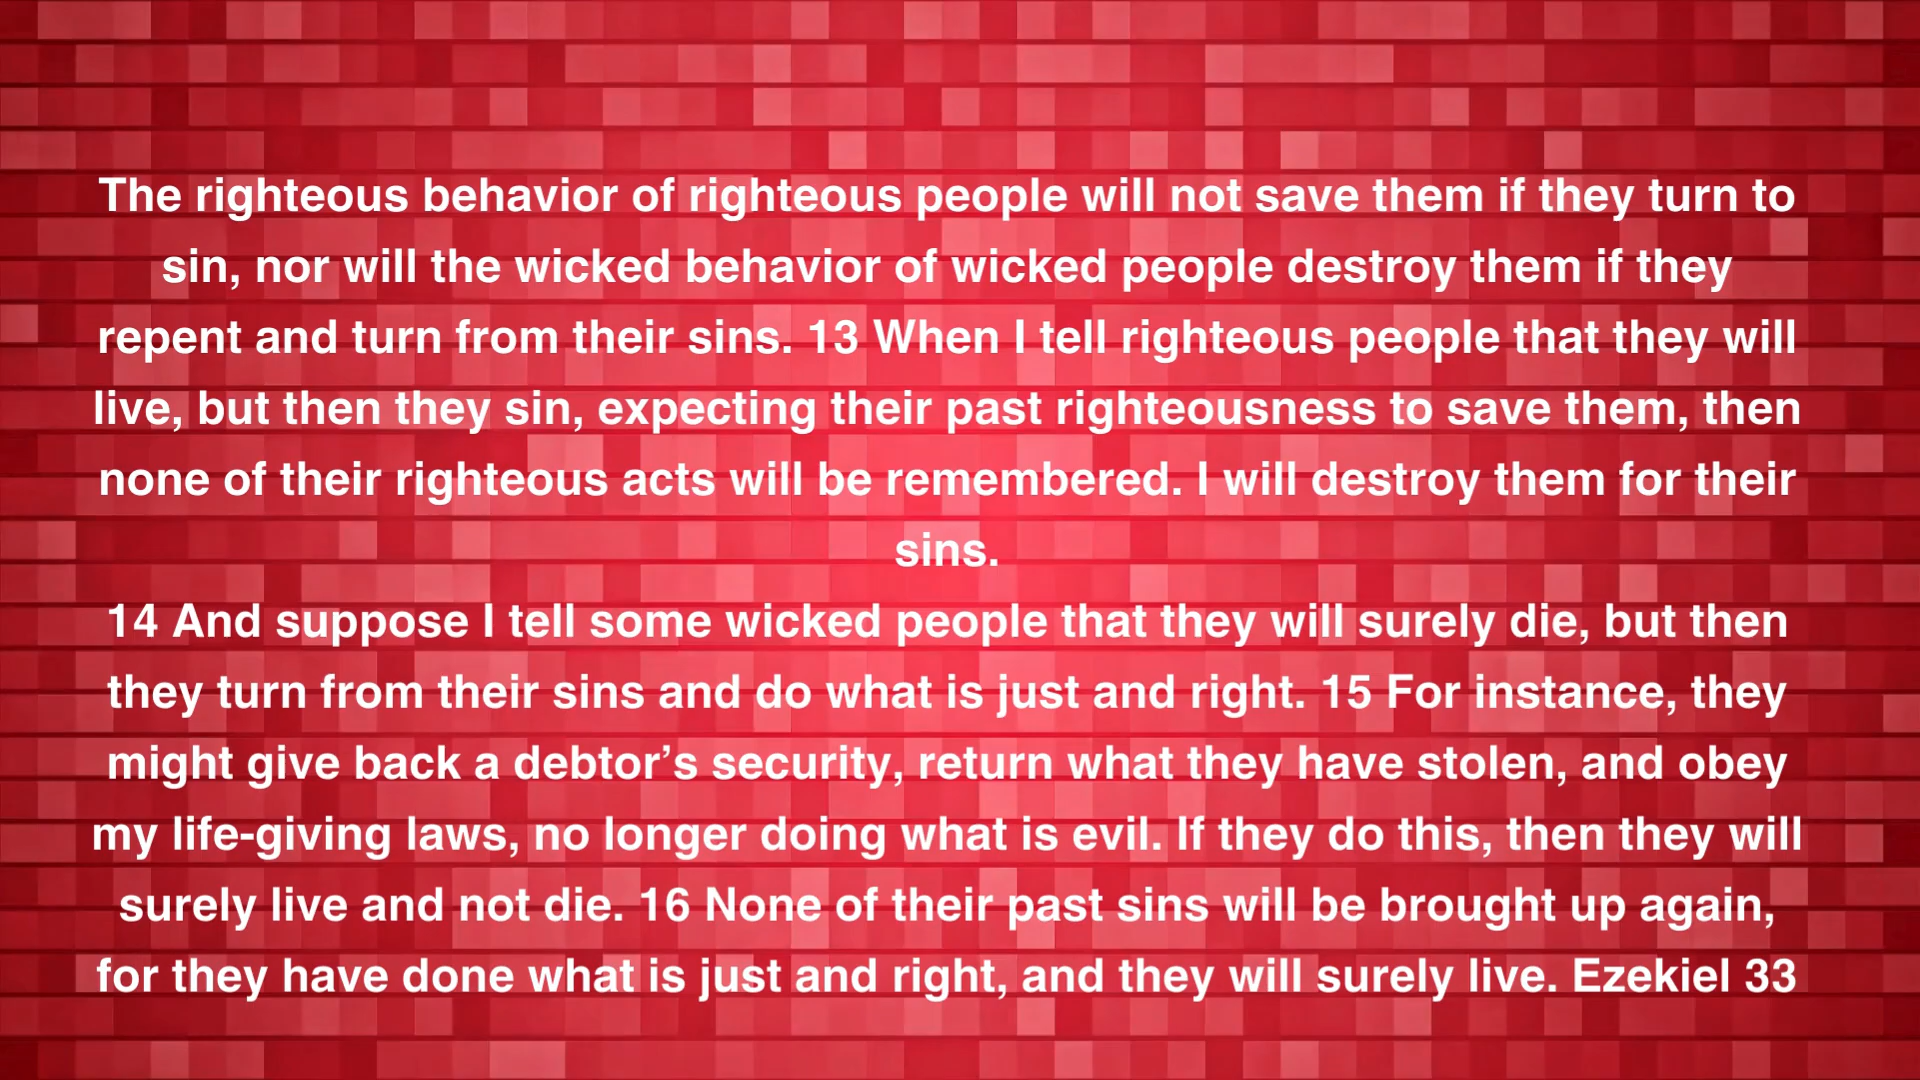 The righteous behavior of righteous people will not save them if they turn to
sin, nor will the wicked behavior of wicked people destroy them if they
repent and turn from their sins. 13 When I tell righteous people that they will
live, but then they sin, expecting their past righteousness to save them, then
none of their righteous acts will be remembered. I will destroy them for their
sins.
14 And suppose I tell some wicked people that they will surely die, but then
they turn from their sins and do what is just and right. 15 For instance, they
might give back a debtor’s security, return what they have stolen, and obey
my life-giving laws, no longer doing what is evil. If they do this, then they will
surely live and not die. 16 None of their past sins will be brought up again,
for they have done what is just and right, and they will surely live. Ezekiel 33